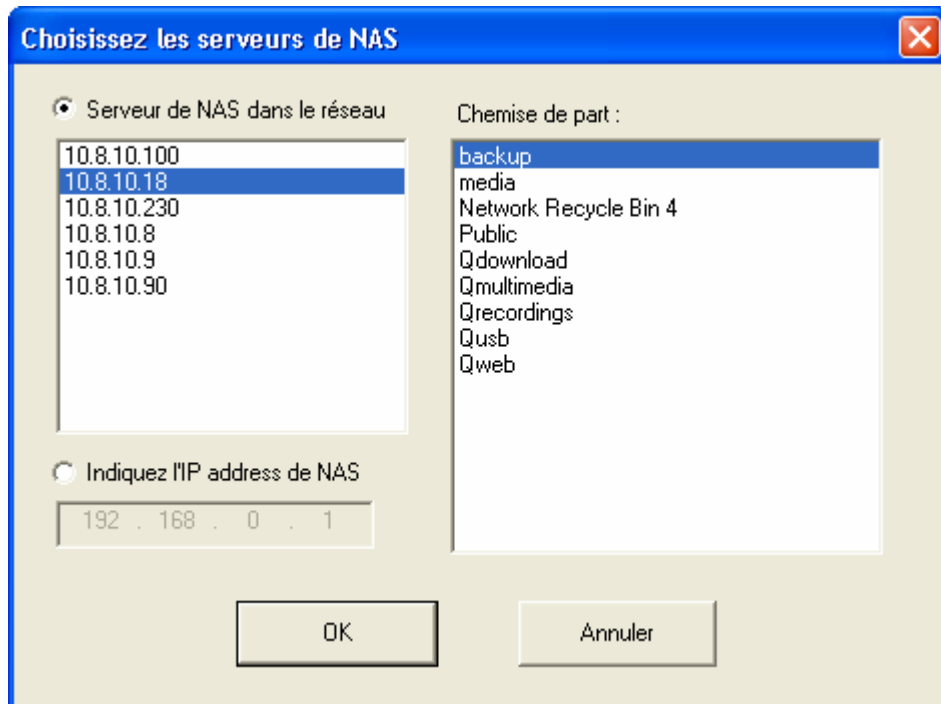 Choisissez les serveurs de NAS
Serveur de NAS dans le réseau
10.8.10.100
10.8.10.18
10.8.10.230
10.8.10.8
10.8.10.9
10.8.10.90
Indiquez l'IP address de NAS
192 . 168 . 0 . 1
Chemise de part :
backup
media
Network Recycle Bin 4
Public
Qdownload
Qmultimedia
Qrecordings
Qusb
Qweb
OK
Annuler